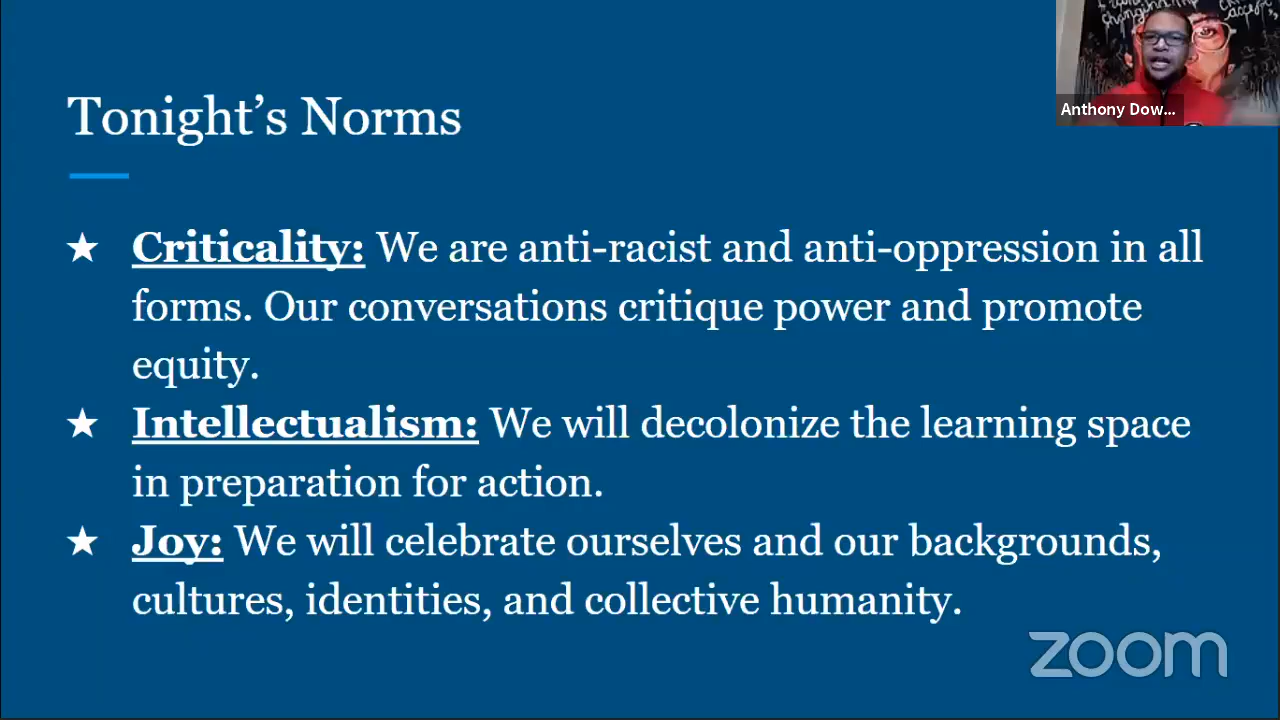 Tonight’s Norms
★ Criticality: We are anti-racist and anti-oppression in all
forms. Our conversations critique power and promote
equity.
★ Intellectualism: We will decolonize the learning space
in preparation for action.
★ Joy: We will celebrate ourselves and our backgrounds,
cultures, identities, and collective humanity.
Anthony Dow...
zoom